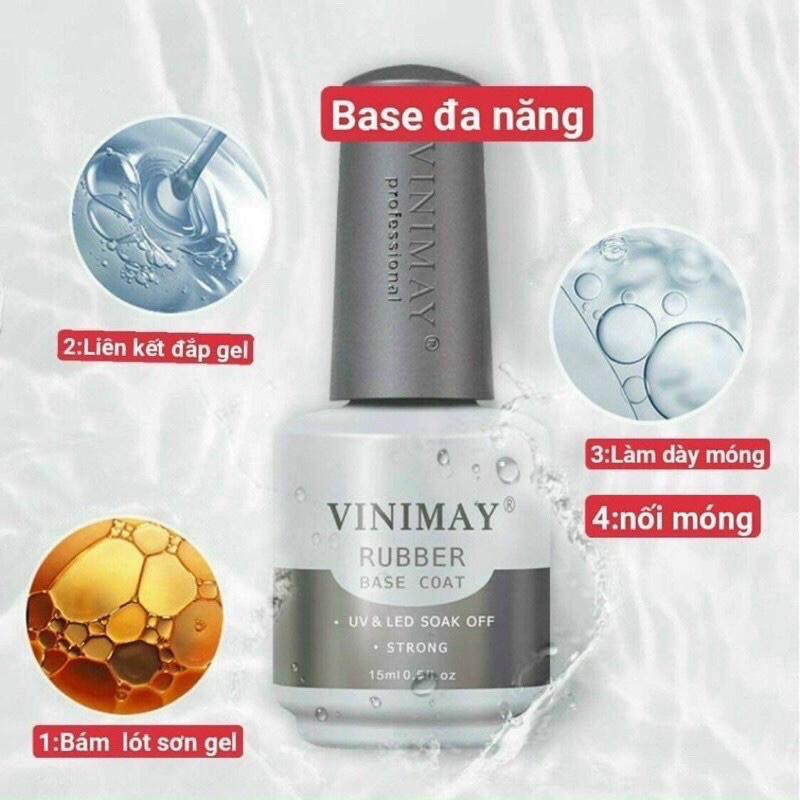 Base đa năng
VINIMAY®
professional
2:Liên kết đắp gel
3:Làm dày móng
4:nối móng
VINIMAY®
RUBBER
BASE COAT
• UV & LED SOAK OFF
• STRONG
15ml 0.5fl.oz
1:Bám lót sơn gel